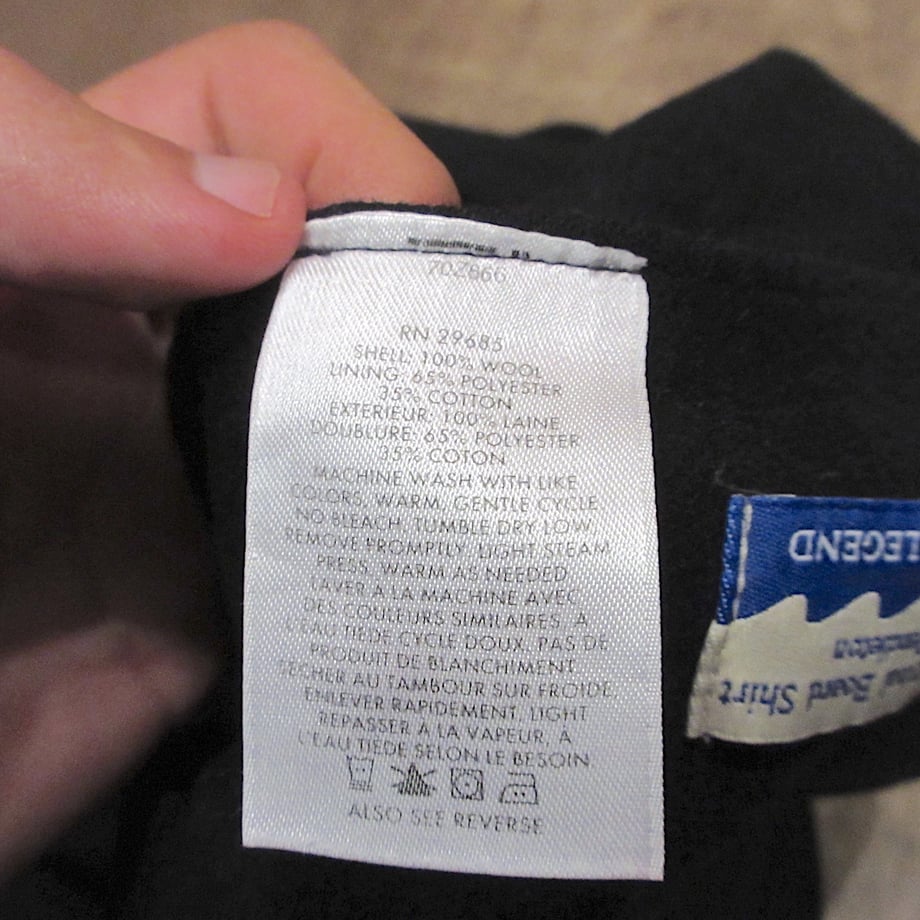 702866
RN 29685
SHELL: 100% WOOL
LINING: 65% POLYESTER
35% COTTON
EXTERIEUR: 100% LAINE
DOUBLURE: 65% POLYESTER
35% COTON
MACHINE WASH WITH LIKE
COLORS, WARM, GENTLE CYCLE
NO BLEACH, TUMBLE DRY LOW
REMOVE PROMPTLY, LIGHT STEAM
PRESS, WARM AS NEEDED
LAVER A LA MACHINE AVEC
DES COULEURS SIMILAIRES, A
L'EAU TIEDE CYCLE DOUX, PAS DE
PRODUIT DE BLANCHIMENT
SECHER AU TAMBOUR SUR FROIDE
ENLEVER RAPIDEMENT, LIGHT
REPASSER À LA VAPEUR, A
L'EAU TIEDE SELON LE BESOIN
ALSO SEE REVERSE
Board Shirt
Pendleton
LEGEND